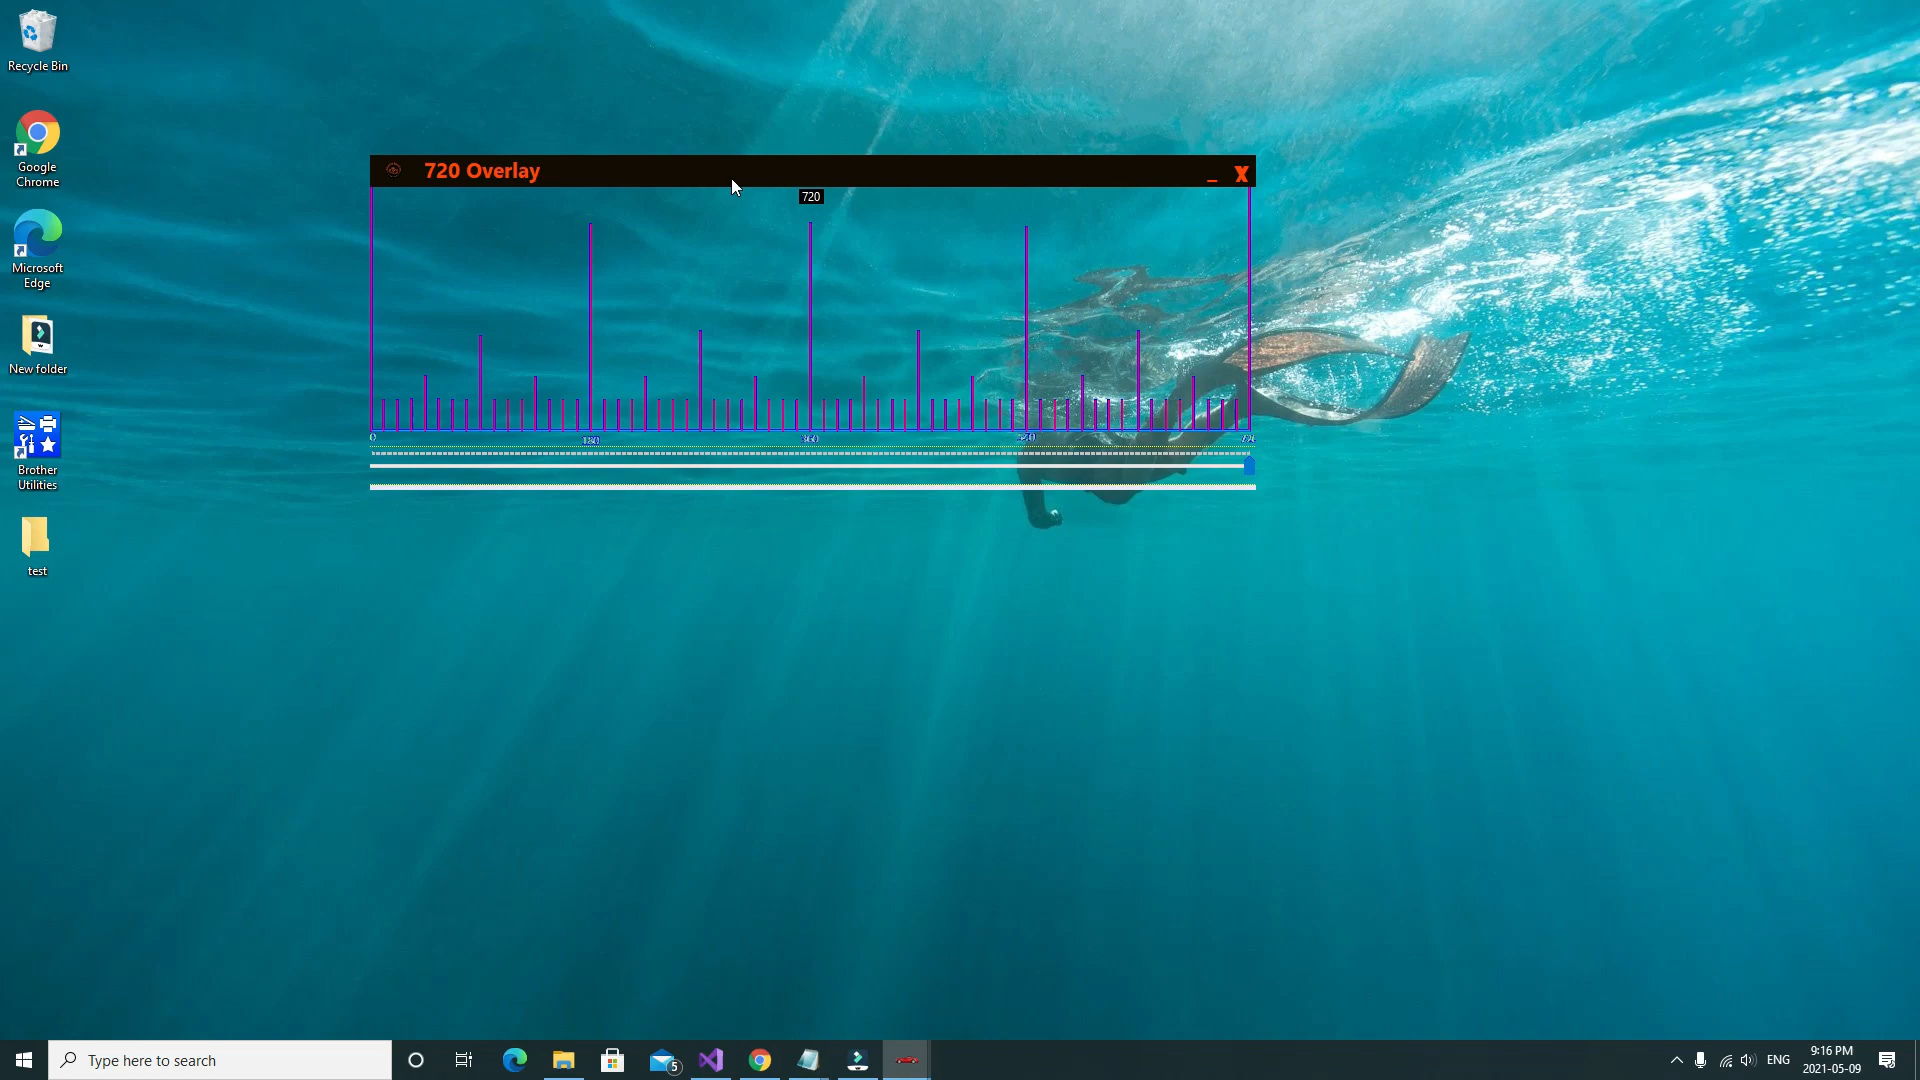 Recycle Bin
Google
Chrome
Microsoft
Edge
New folder
Brother
Utilities
test
720 Overlay
_ X
720
0 180 360 540
Type here to search
5
ENG
9:16 PM
2021-05-09